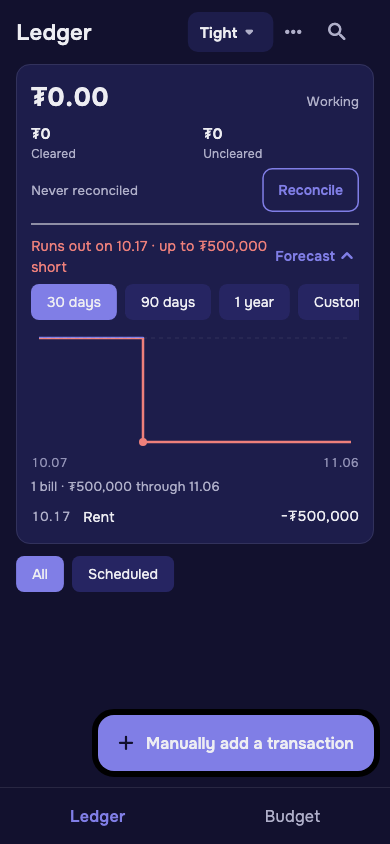 Ledger
Tight
₮0.00
Working
₮0
₮0
Cleared
Uncleared
Never reconciled
Reconcile
Runs out on 10.17 · up to ₮500,000 short
Forecast
30 days
90 days
1 year
Custom
10.07
11.06
1 bill · ₮500,000 through 11.06
10.17 Rent
-₮500,000
All
Scheduled
+ Manually add a transaction
Ledger
Budget